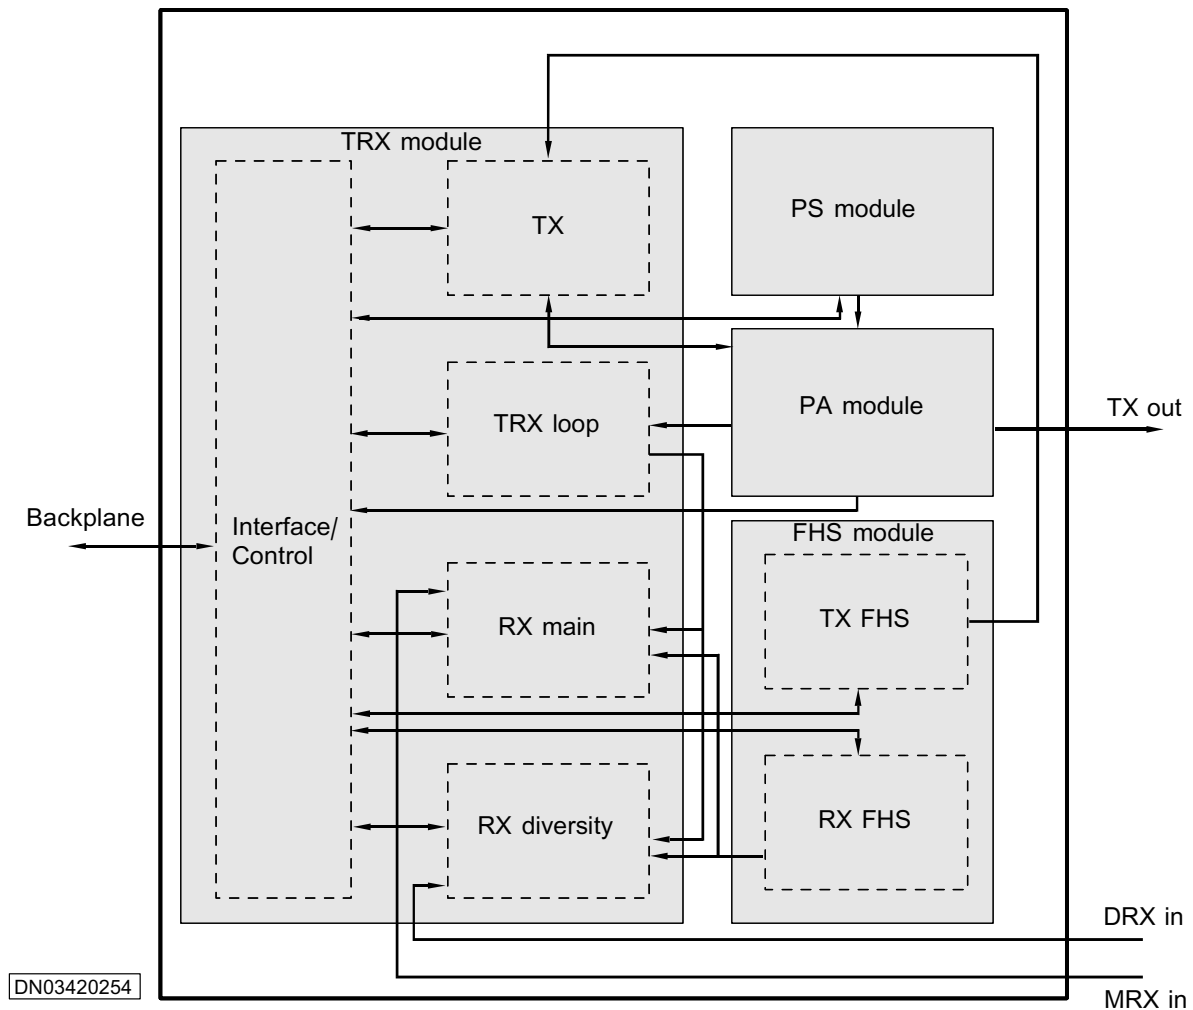 TRX module
TX
PS module
TRX loop
PA module
TX out
Backplane
Interface/
Control
FHS module
RX main
TX FHS
RX diversity
RX FHS
DRX in
MRX in
DN03420254